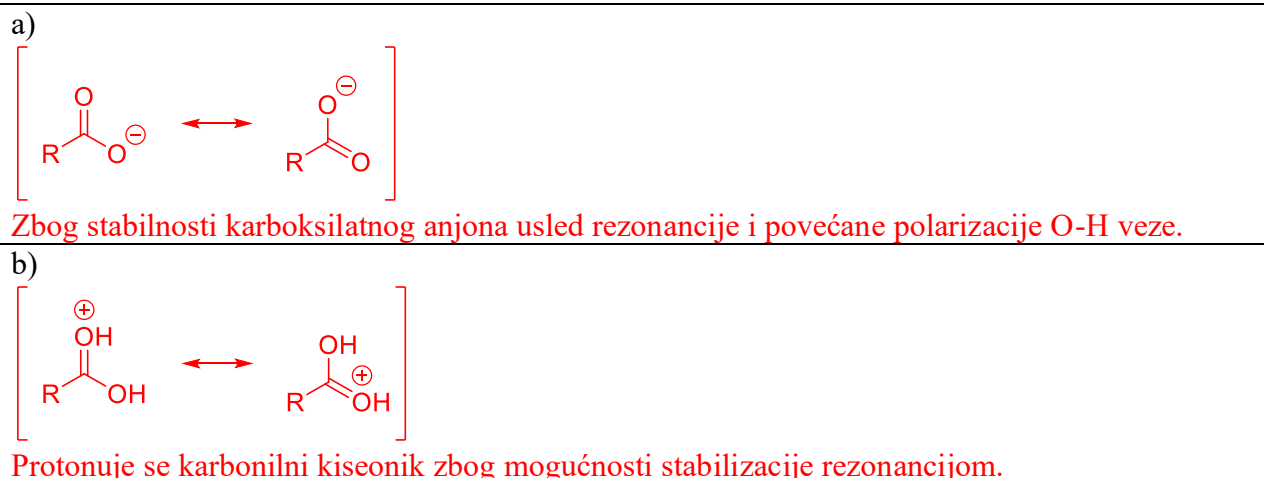 a)
O
R O⊖ ↔ O⊖ R O
Zbog stabilnosti karboksilatnog anjona usled rezonancije i povećane polarizacije O-H veze.
b)
⊕
OH
R OH ↔ OH ⊕ R OH
Protonuje se karbonilni kiseonik zbog mogućnosti stabilizacije rezonancijom.